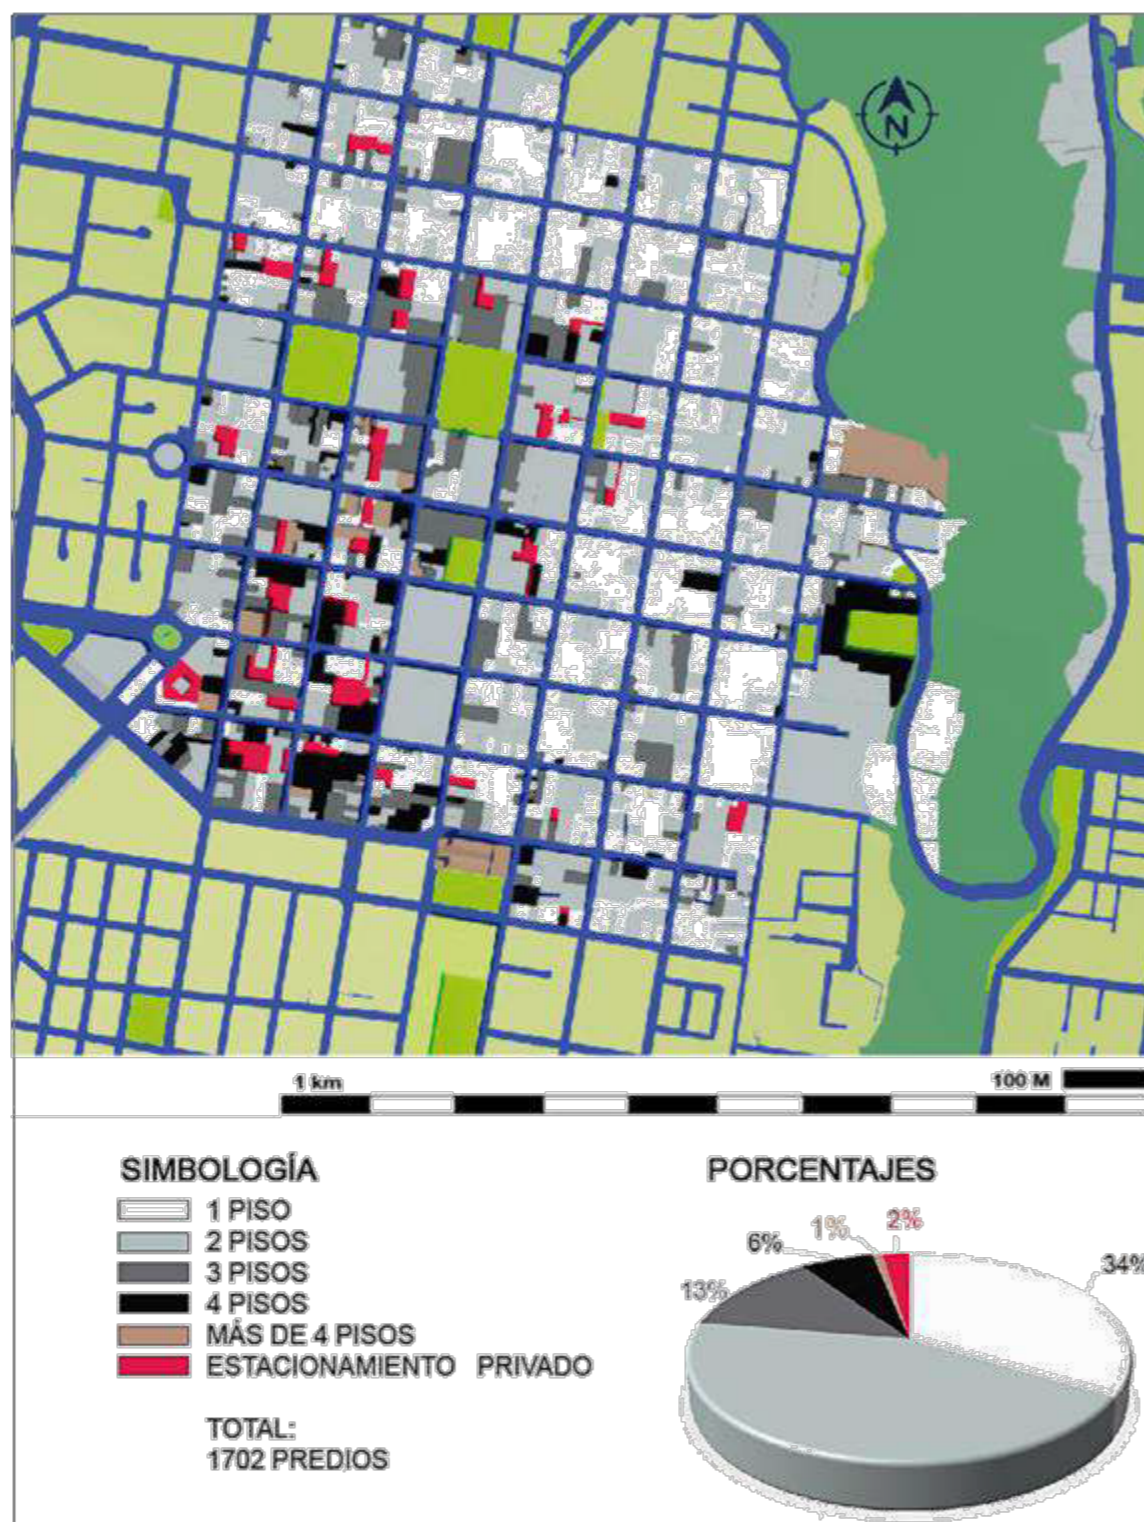 N
1 km
100 M
SIMBOLOGÍA
1 PISO
2 PISOS
3 PISOS
4 PISOS
MÁS DE 4 PISOS
ESTACIONAMIENTO PRIVADO
TOTAL:
1702 PREDIOS
PORCENTAJES
2%
1%
6%
34%
13%